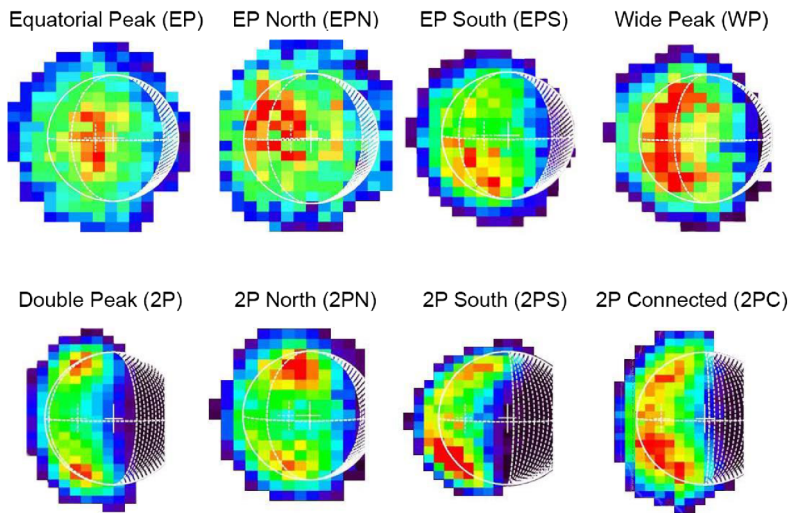 Equatorial Peak (EP)
EP North (EPN)
EP South (EPS)
Wide Peak (WP)
Double Peak (2P)
2P North (2PN)
2P South (2PS)
2P Connected (2PC)